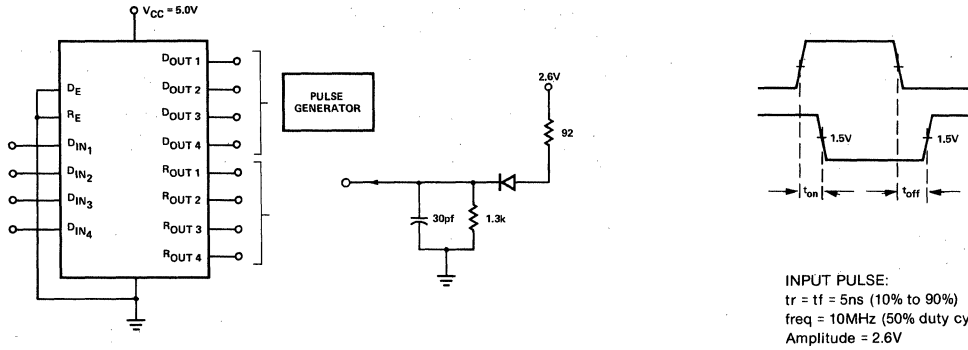 VCC = 5.0V
DE
RE
DIN1
DIN2
DIN3
DIN4
DOUT 1
DOUT 2
DOUT 3
DOUT 4
ROUT 1
ROUT 2
ROUT 3
ROUT 4
PULSE
GENERATOR
2.6V
92
30pf
1.3k
1.5V
1.5V
ton
toff
INPUT PULSE:
tr = tf = 5ns (10% to 90%)
freq = 10MHz (50% duty cy
Amplitude = 2.6V